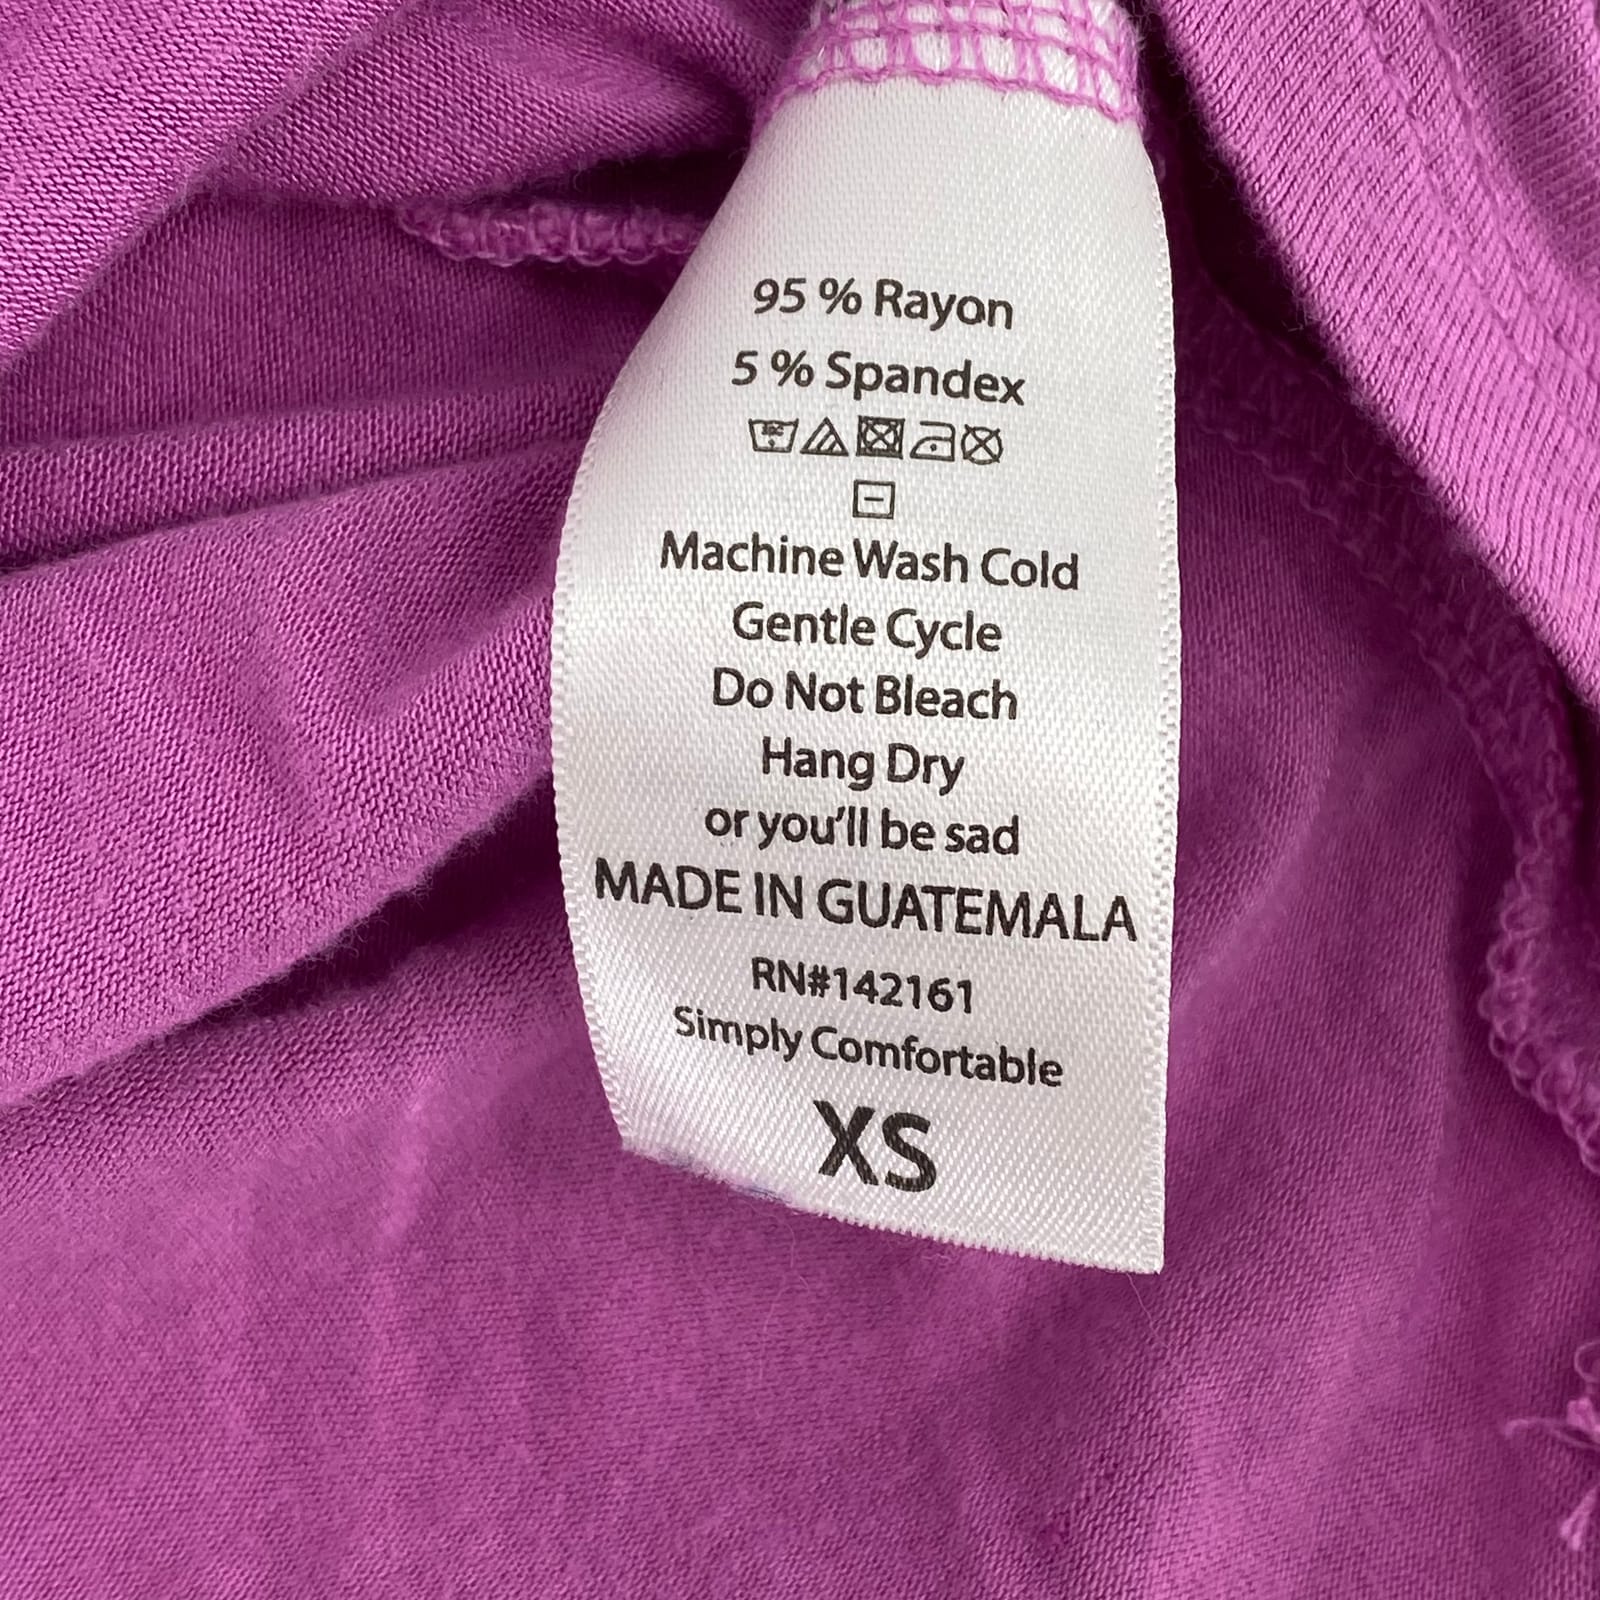 95 % Rayon
5 % Spandex
Machine Wash Cold
Gentle Cycle
Do Not Bleach
Hang Dry
or you'll be sad
MADE IN GUATEMALA
RN#142161
Simply Comfortable
XS